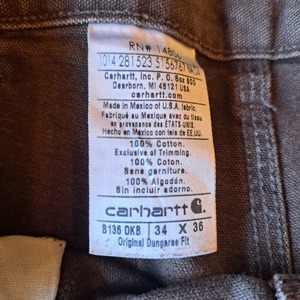 RN# 14806
Carhartt, Inc. P.O. Box 600
Dearborn, MI 48121 USA
carhartt.com
Made in Mexico of U.S.A. fabric.
Fabriqué au Mexique avec du tissu
en provenance des ÉTATS-UNIS.
Hecho en México con tela de EE.UU.
100% Cotton.
Exclusive of Trimming.
100% Coton.
Sans garniture.
100% Algodón.
Sin incluir adornos.
carhartt
B136 DKB 34 X 36
Original Dungaree Fit